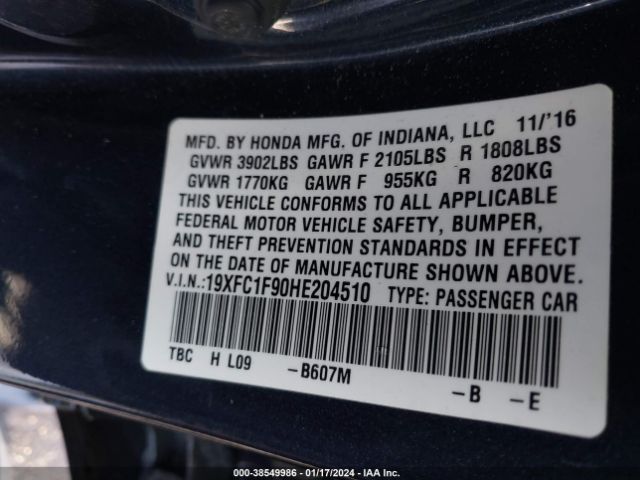 MFD. BY HONDA MFG. OF INDIANA, LLC 11/'16
GVWR 3902LBS GAWR F 2105LBS R 1808LBS
GVWR 1770KG GAWR F 955KG R 820KG
THIS VEHICLE CONFORMS TO ALL APPLICABLE
FEDERAL MOTOR VEHICLE SAFETY, BUMPER,
AND THEFT PREVENTION STANDARDS IN EFFECT
ON THE DATE OF MANUFACTURE SHOWN ABOVE.
V.I.N.:19XFC1F90HE204510 TYPE: PASSENGER CAR
TBC H L09 -B607M -B -E
000-38549986 - 01/17/2024 - IAA Inc.